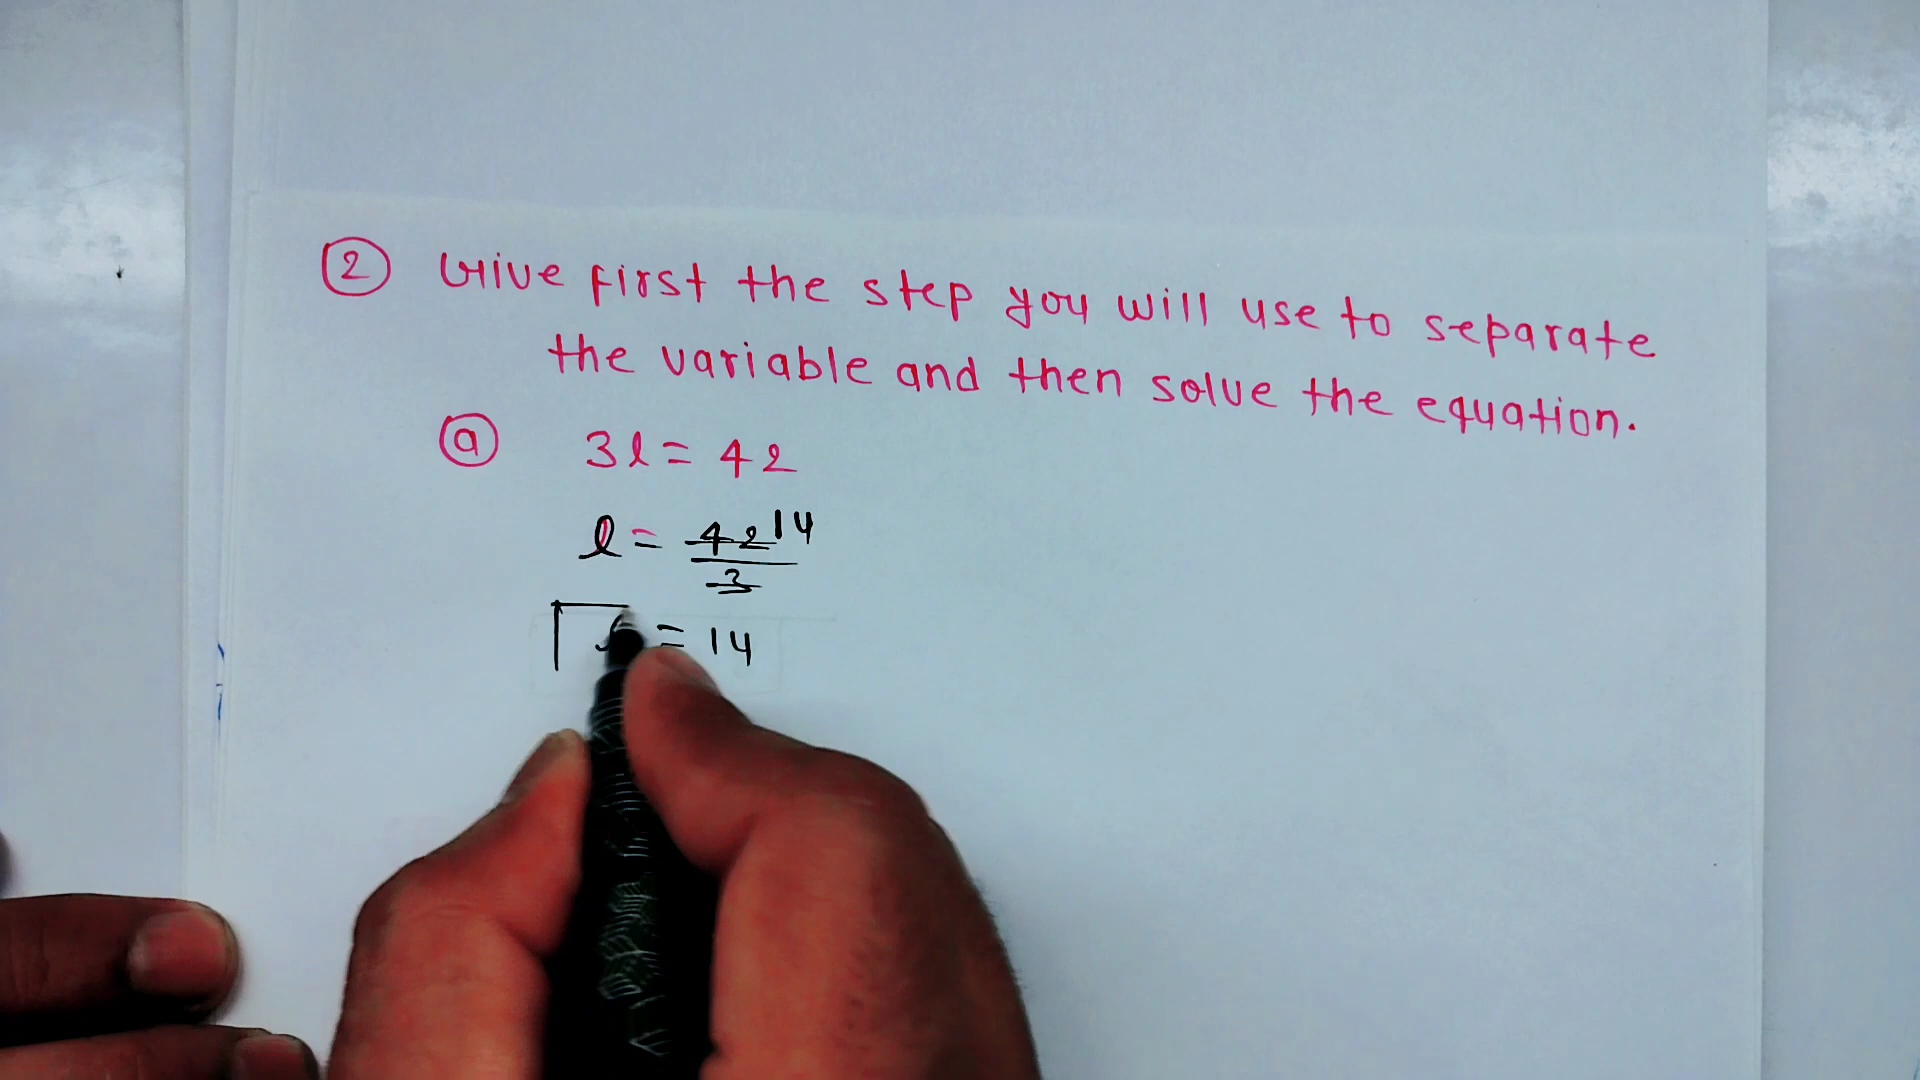 2 Give first the step you will use to separate
the variable and then solve the equation.
a 3l = 42
l = 42/3 14
l = 14